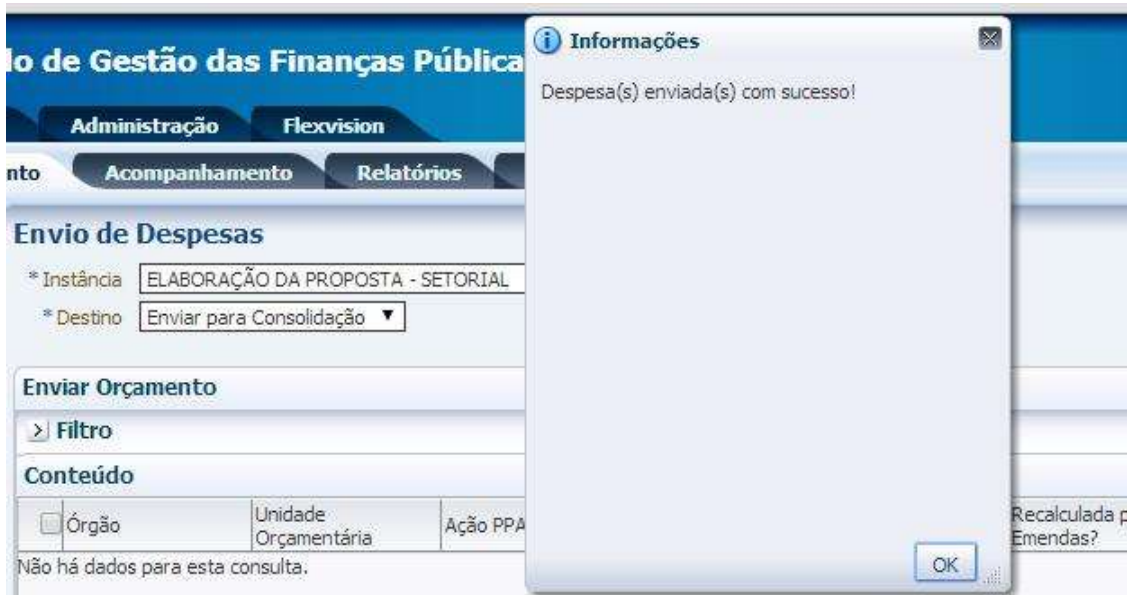 lo de Gestão das Finanças Pública
Administração Flexvision
nto Acompanhamento Relatórios
Envio de Despesas
* Instância ELABORAÇÃO DA PROPOSTA - SETORIAL
* Destino Enviar para Consolidação
Enviar Orçamento
Filtro
Conteúdo
Órgão
Unidade
Orçamentária
Ação PPA
Recalculada p
Emendas?
Não há dados para esta consulta.
Informações
Despesa(s) enviada(s) com sucesso!
OK